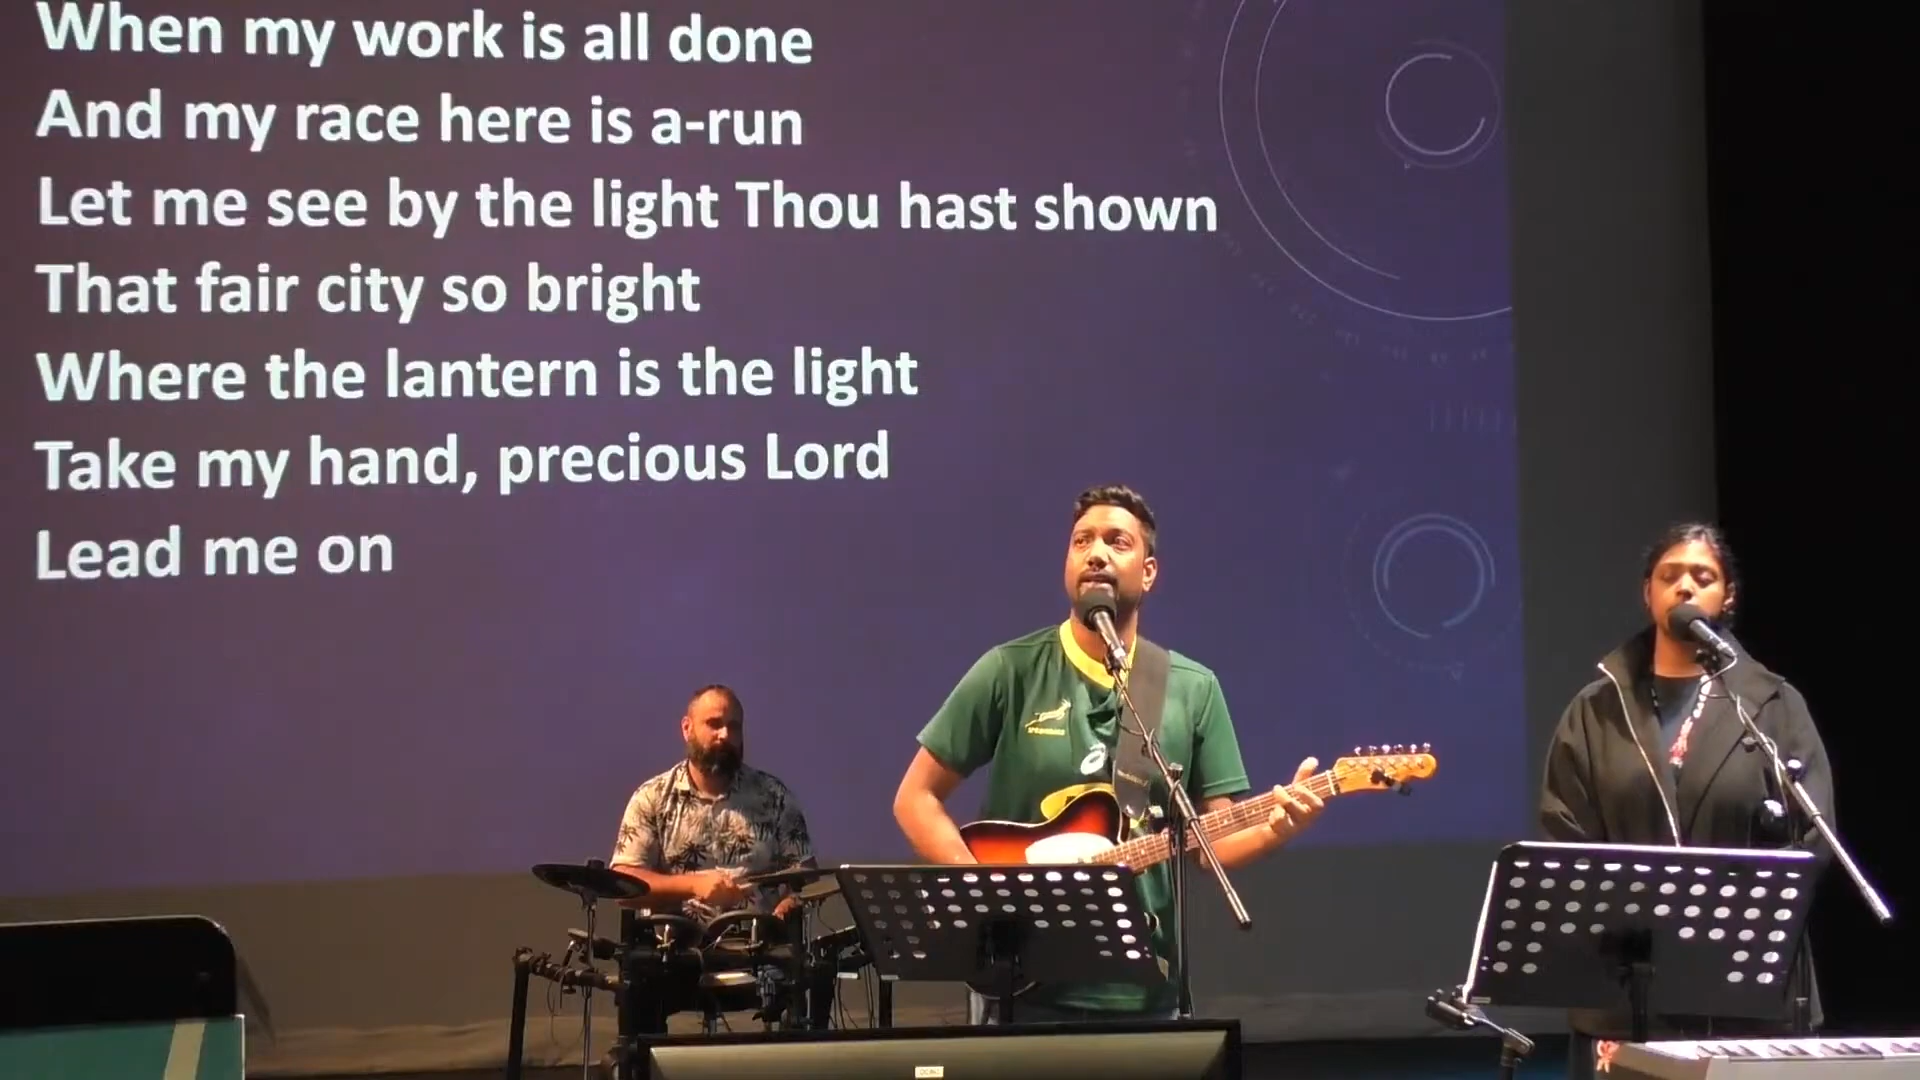 When my work is all done
And my race here is a-run
Let me see by the light Thou hast shown
That fair city so bright
Where the lantern is the light
Take my hand, precious Lord
Lead me on